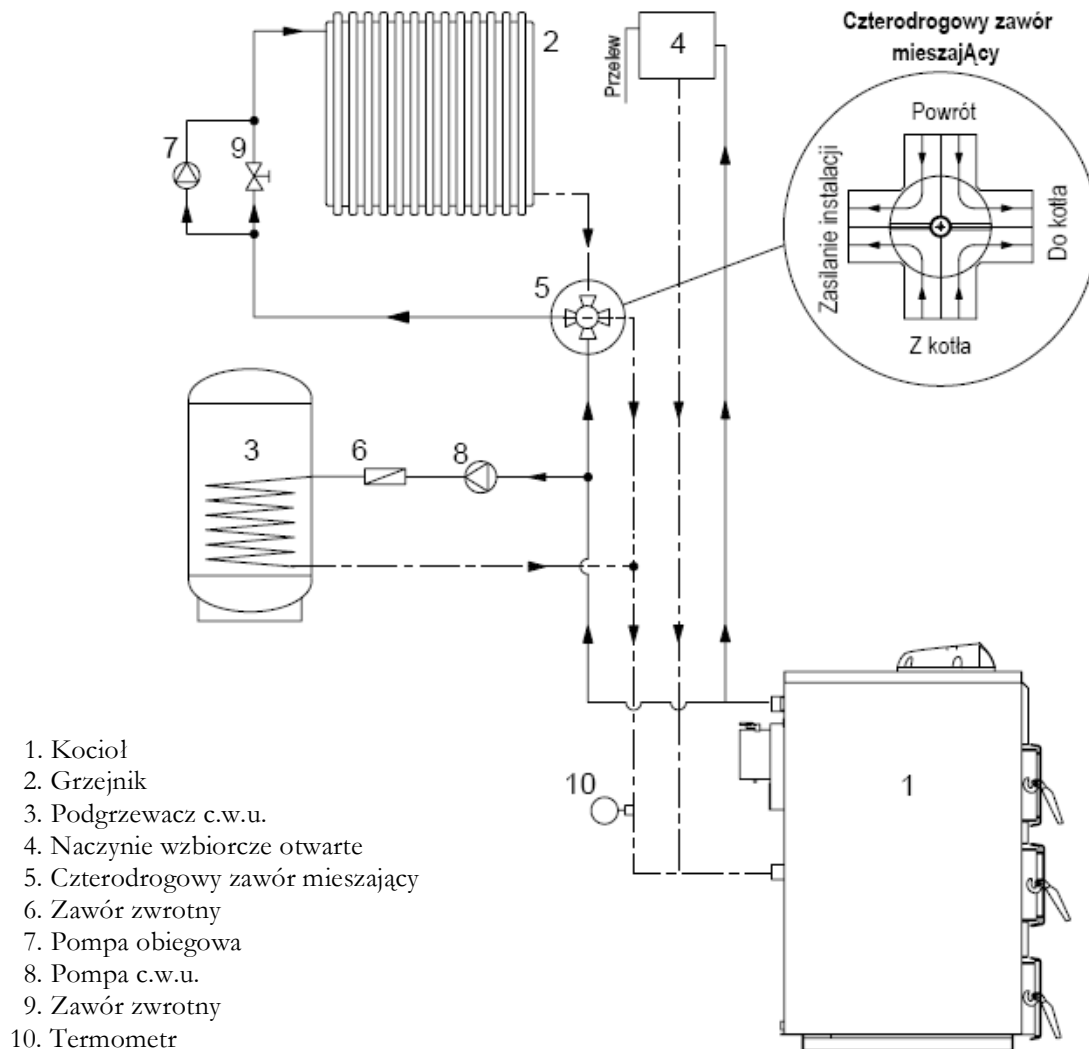 Czterodrogowy zawór
mieszajĄcy
2
4
Przelew
Powrót
7
9
Zasilanie instalacji
Do kotła
5
Z kotła
3
6
8
10
1
1. Kocioł
2. Grzejnik
3. Podgrzewacz c.w.u.
4. Naczynie wzbiorcze otwarte
5. Czterodrogowy zawór mieszający
6. Zawór zwrotny
7. Pompa obiegowa
8. Pompa c.w.u.
9. Zawór zwrotny
10. Termometr